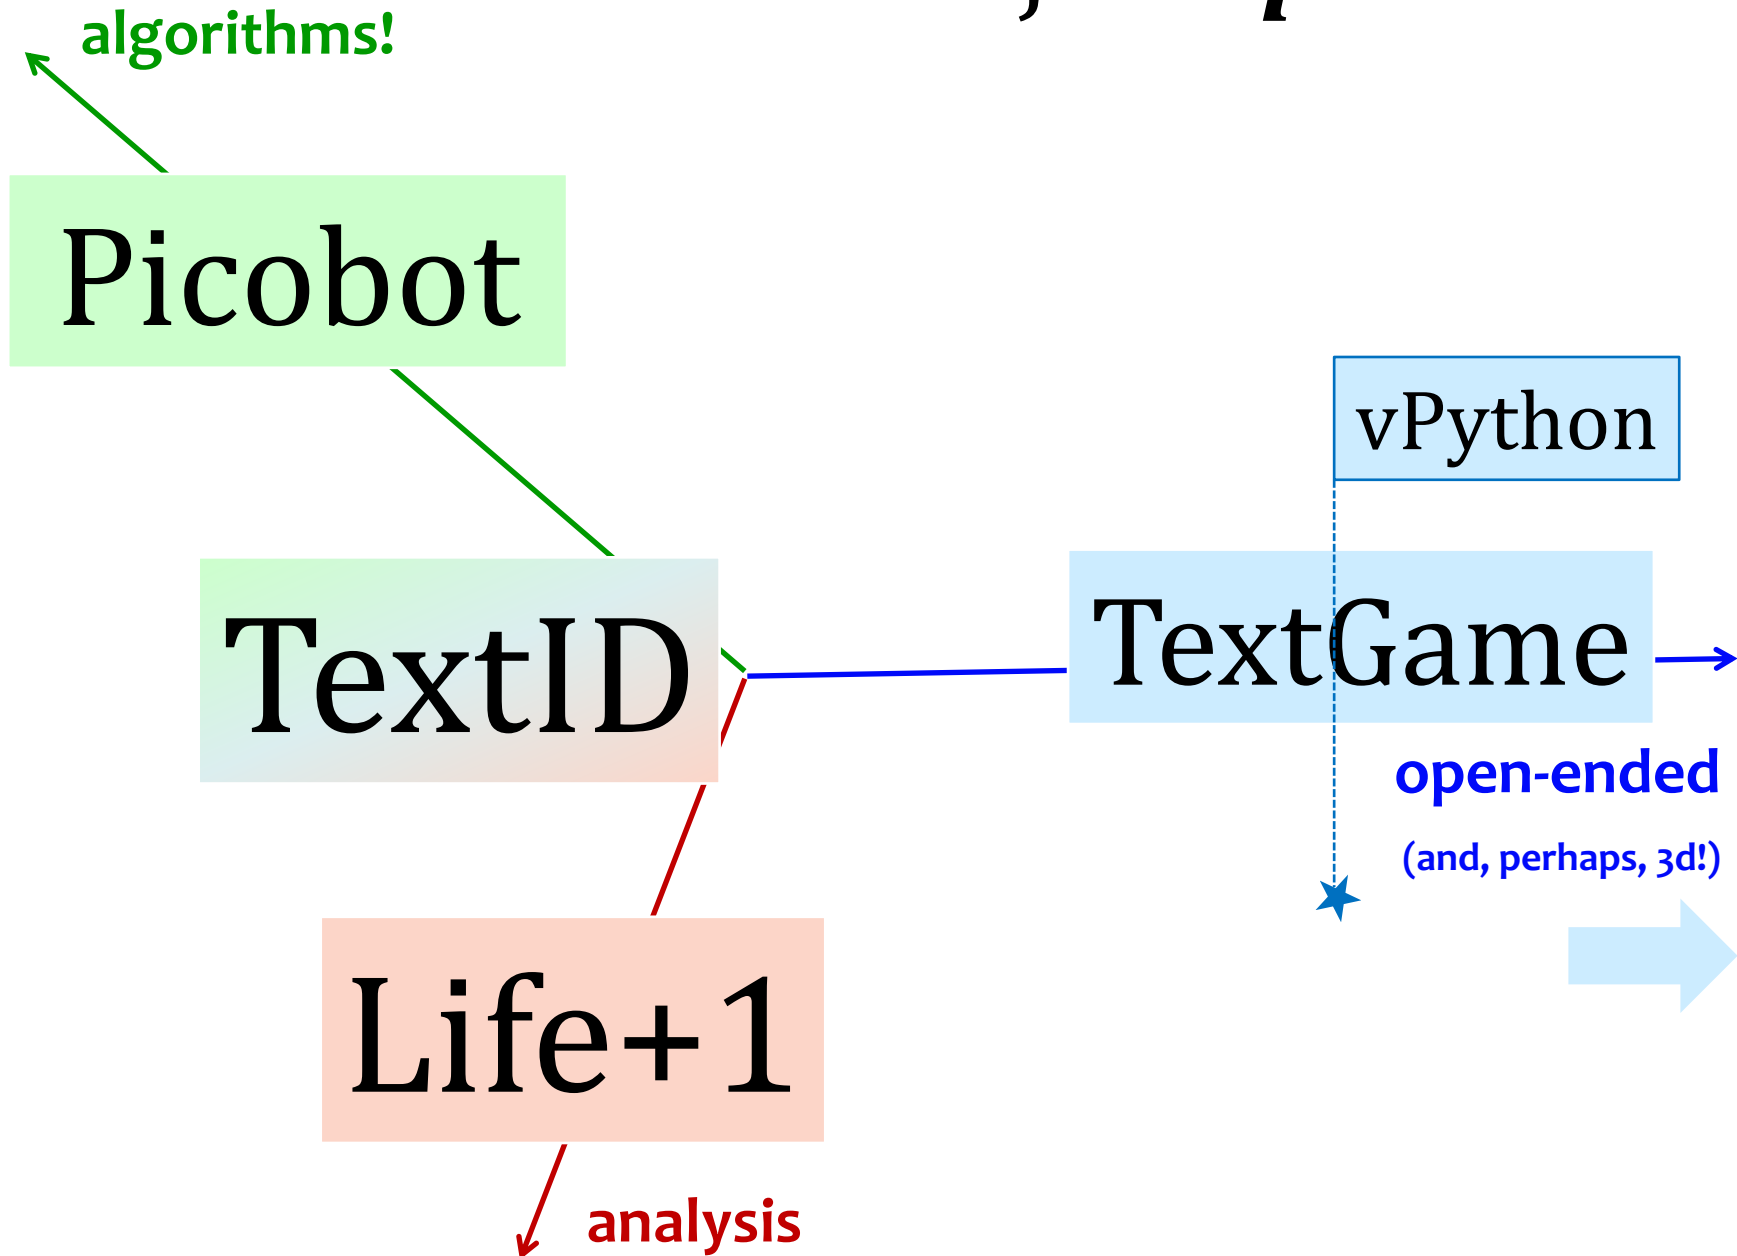 algorithms!
Picobot
vPython
TextID
TextGame
open-ended
(and, perhaps, 3d!)
Life+1
analysis